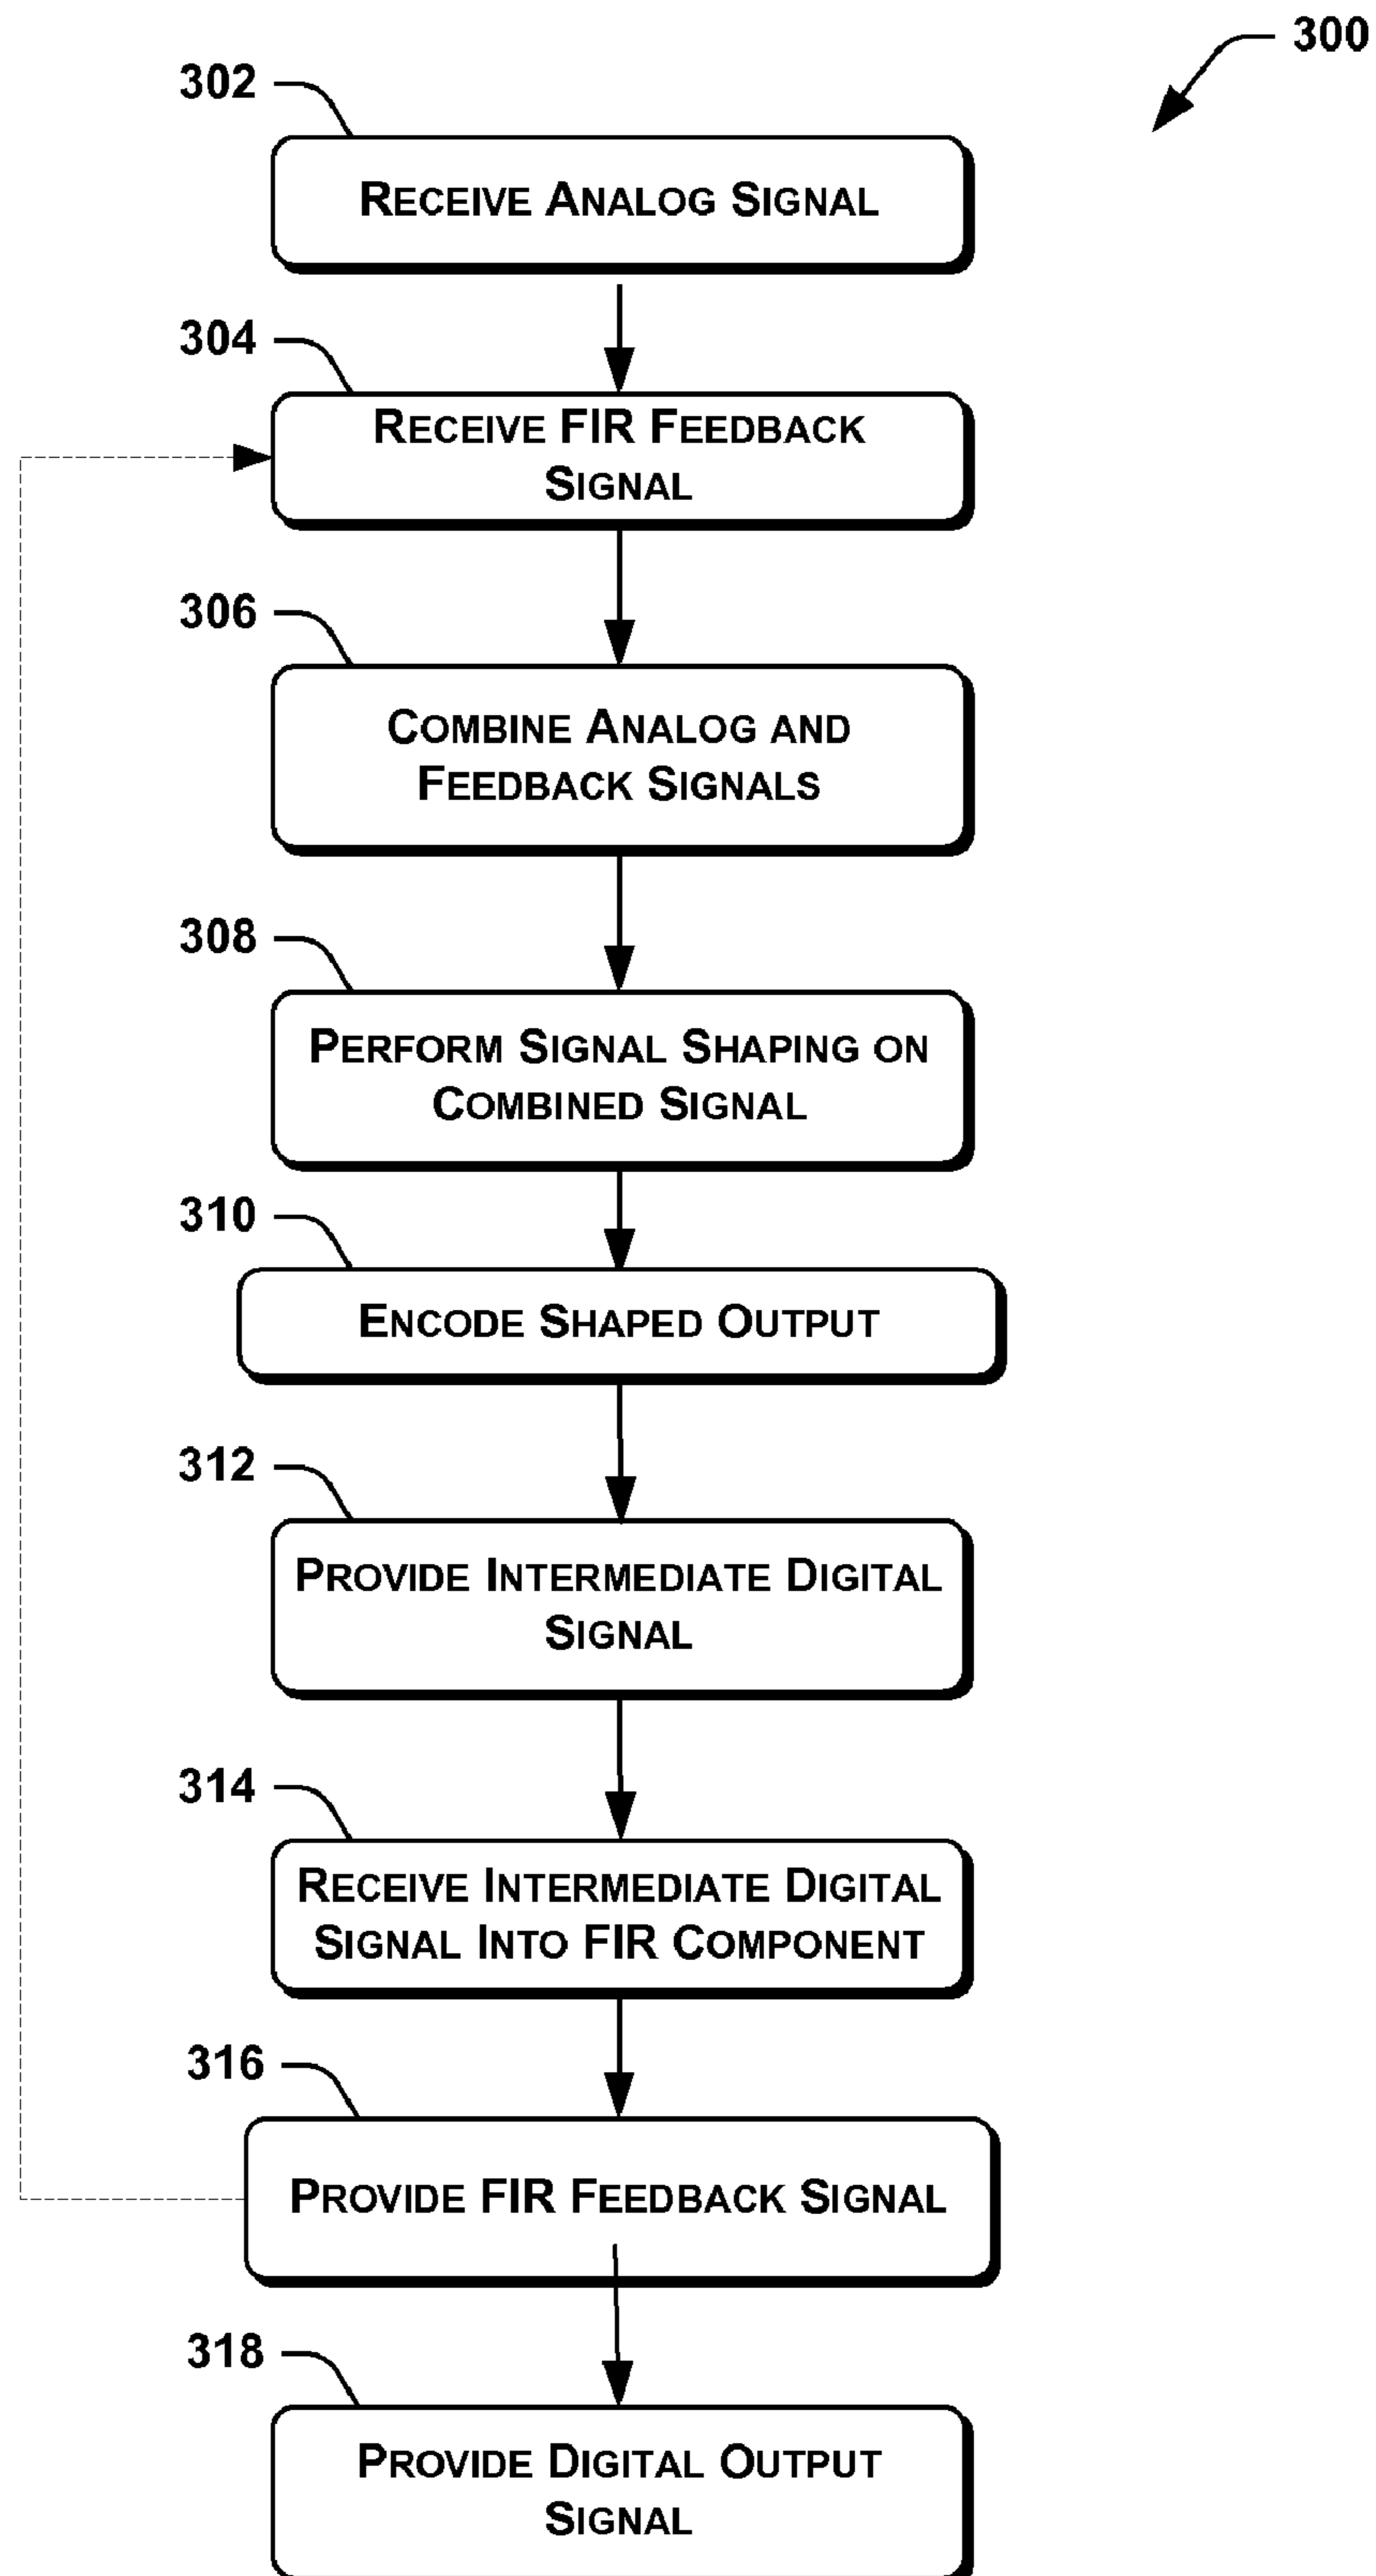 300
302
RECEIVE ANALOG SIGNAL
304
RECEIVE FIR FEEDBACK
SIGNAL
306
COMBINE ANALOG AND
FEEDBACK SIGNALS
308
PERFORM SIGNAL SHAPING ON
COMBINED SIGNAL
310
ENCODE SHAPED OUTPUT
312
PROVIDE INTERMEDIATE DIGITAL
SIGNAL
314
RECEIVE INTERMEDIATE DIGITAL
SIGNAL INTO FIR COMPONENT
316
PROVIDE FIR FEEDBACK SIGNAL
318
PROVIDE DIGITAL OUTPUT
SIGNAL